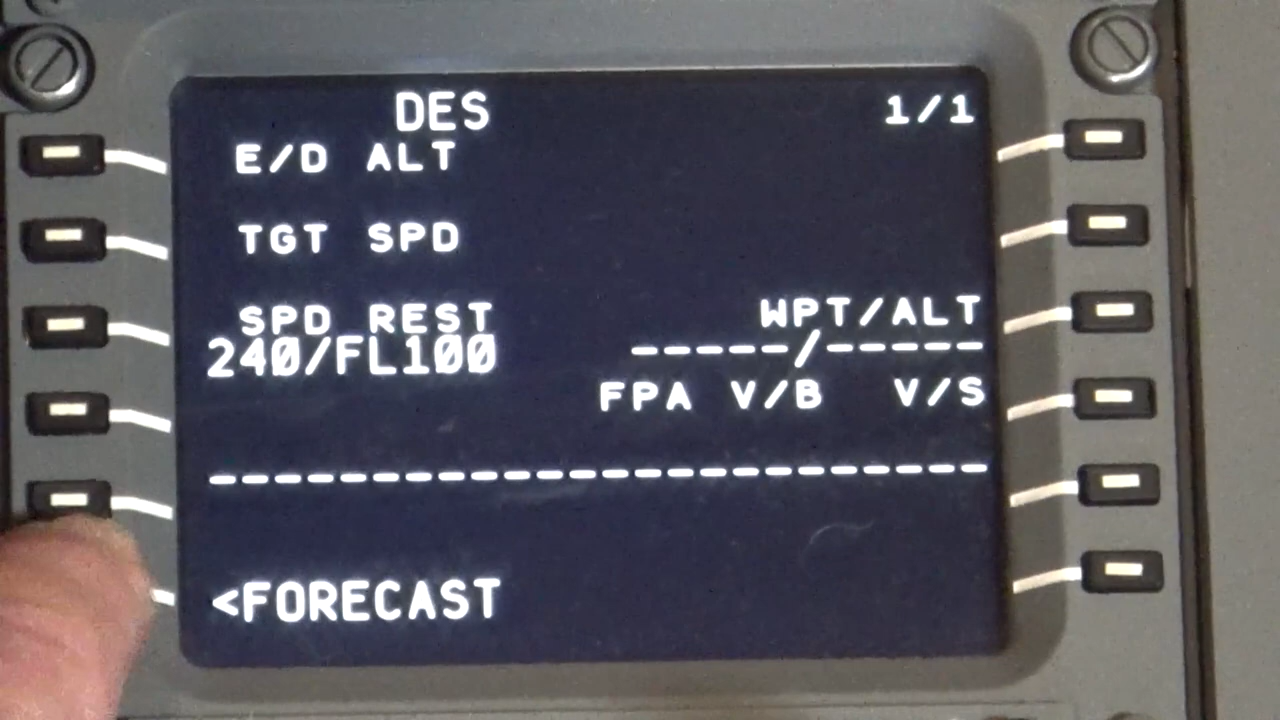 DES 1/1
E/D ALT
TGT SPD
SPD REST WPT/ALT
240/FL100 -----/-----
FPA V/B V/S
------------------------
<FORECAST